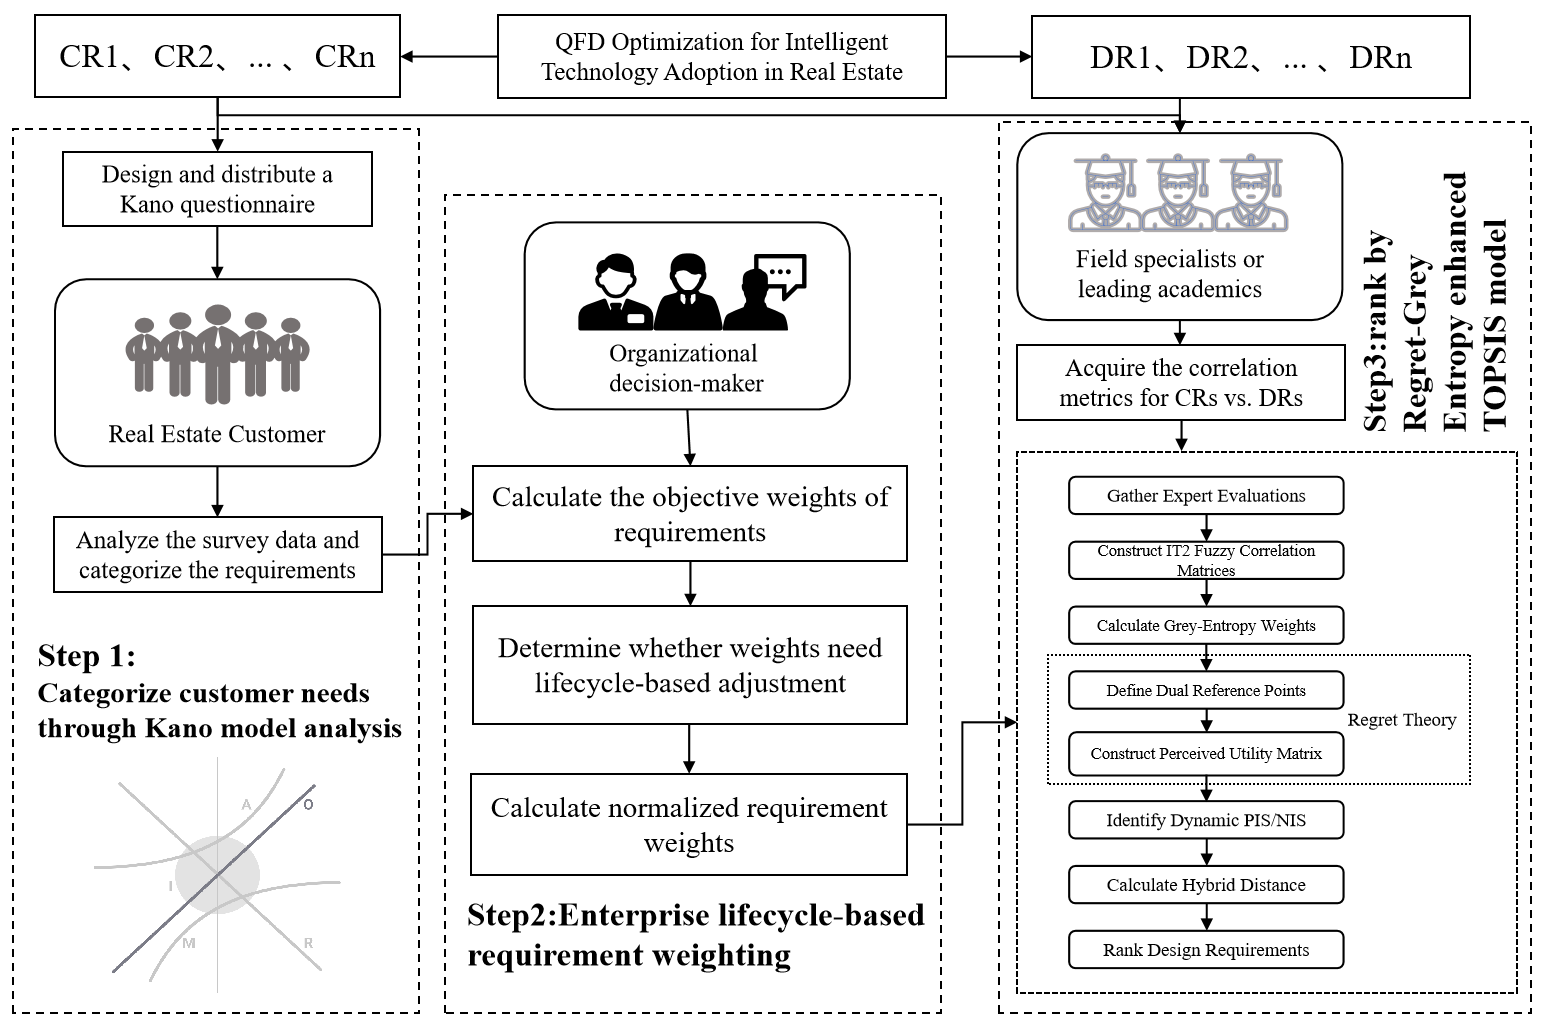 CR1、CR2、... 、CRn
QFD Optimization for Intelligent
Technology Adoption in Real Estate
DR1、DR2、... 、DRn
Design and distribute a
Kano questionnaire
Real Estate Customer
Analyze the survey data and
categorize the requirements
Step 1:
Categorize customer needs
through Kano model analysis
A
O
I
M
R
Organizational
decision-maker
Calculate the objective weights of
requirements
Determine whether weights need
lifecycle-based adjustment
Calculate normalized requirement
weights
Step2:Enterprise lifecycle-based
requirement weighting
Field specialists or
leading academics
Step3:rank by
Regret-Grey
Entropy enhanced
TOPSIS model
Acquire the correlation
metrics for CRs vs. DRs
Gather Expert Evaluations
Construct IT2 Fuzzy Correlation
Matrices
Calculate Grey-Entropy Weights
Define Dual Reference Points
Regret Theory
Construct Perceived Utility Matrix
Identify Dynamic PIS/NIS
Calculate Hybrid Distance
Rank Design Requirements